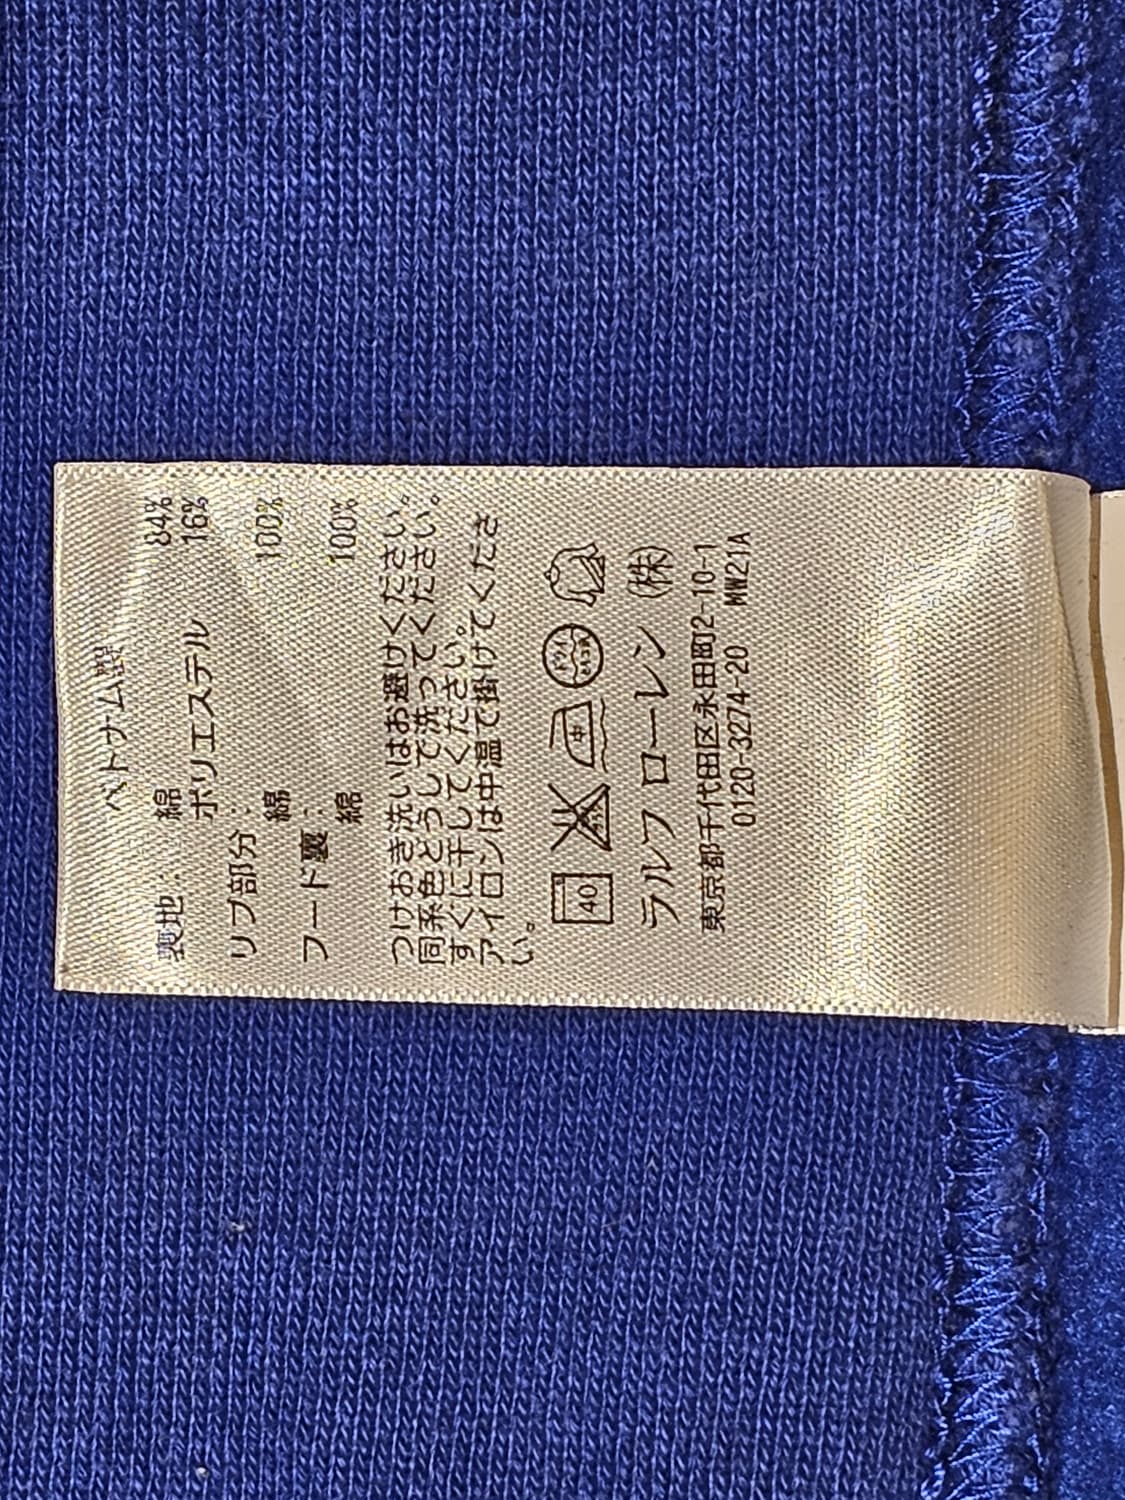 ベトナム製
裏地: 綿 84%
ポリエステル 16%
リブ部分:
綿 100%
フード裏:
綿 100%
つけおき洗いはお避けください。
同系色どうしで洗ってください。
すぐに干してください。
アイロンは中温で掛けてくださ
い。
40 中 ドライ
ラルフ ローレン (株)
東京都千代田区永田町2-10-1
0120-3274-20 MW21A